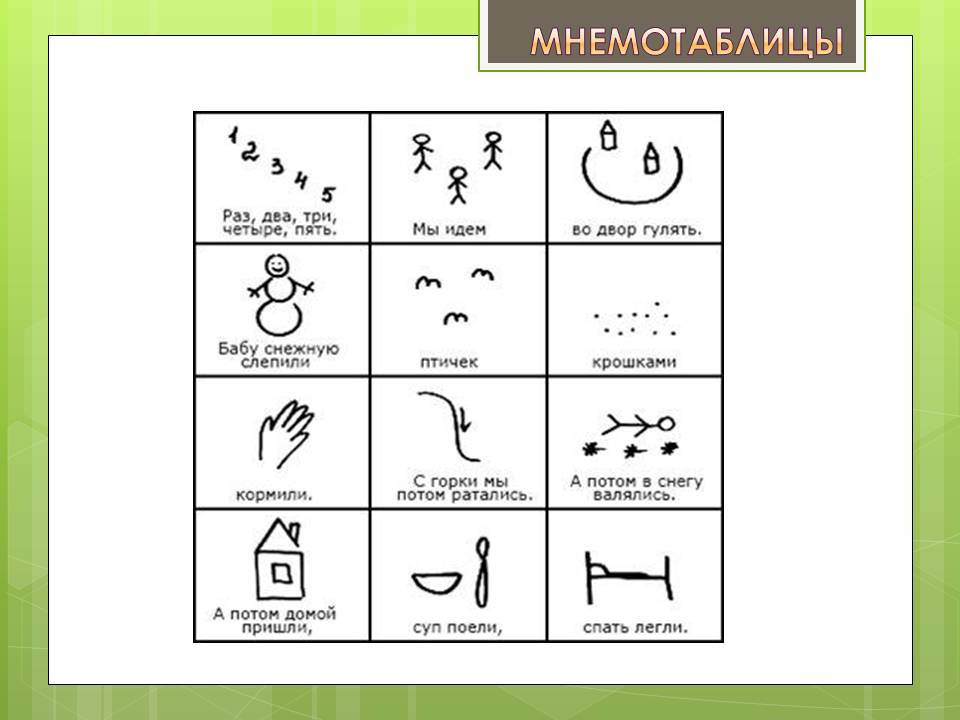 МНЕМОТАБЛИЦЫ
1 2 3 4 5
Раз, два, три,
четыре, пять.
Мы идем
во двор гулять.
Бабу снежную
слепили
птичек
крошками
кормили.
С горки мы
потом ратались.
А потом в снегу
валялись.
А потом домой
пришли,
суп поели,
спать легли.